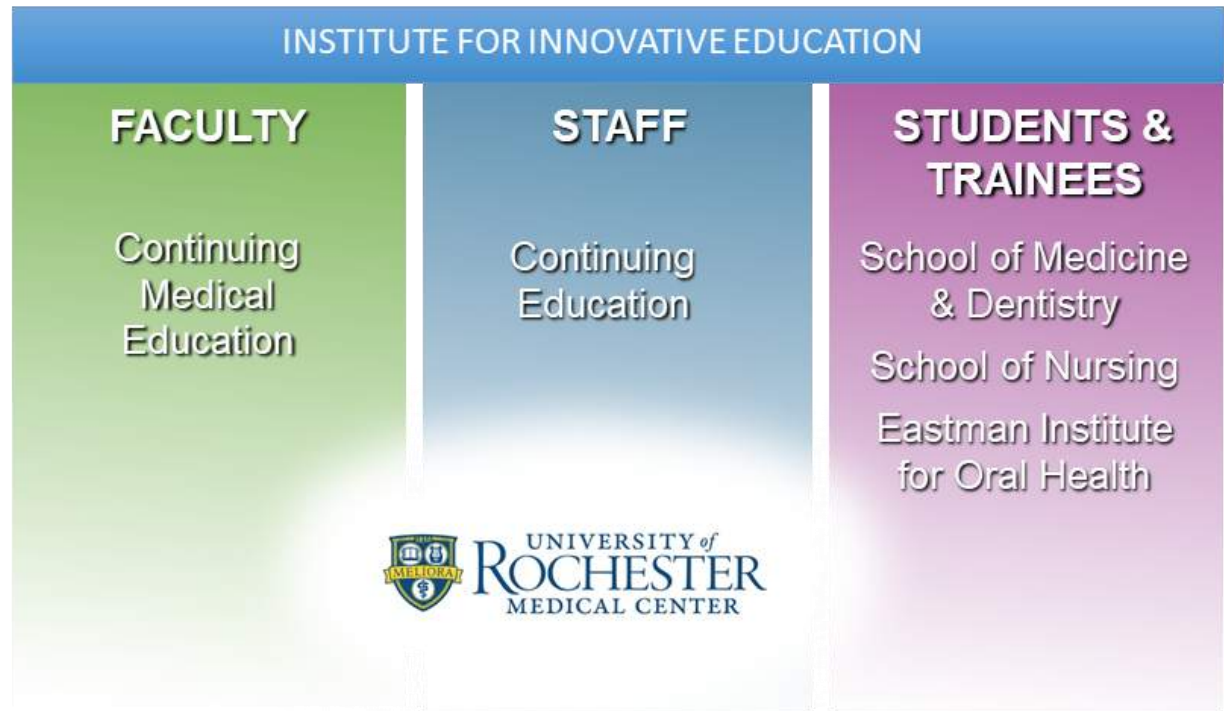 INSTITUTE FOR INNOVATIVE EDUCATION
FACULTY
Continuing
Medical
Education
STAFF
Continuing
Education
STUDENTS &
TRAINEES
School of Medicine
& Dentistry
School of Nursing
Eastman Institute
for Oral Health
MELIORA
UNIVERSITY of
ROCHESTER
MEDICAL CENTER